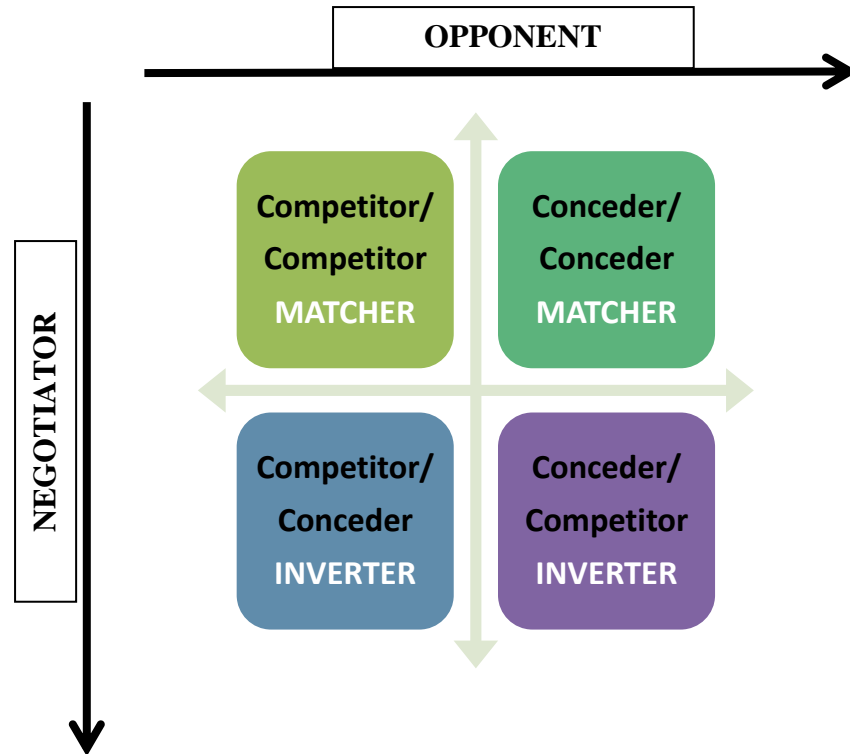 OPPONENT
NEGOTIATOR
Competitor/
Competitor
MATCHER
Conceder/
Conceder
MATCHER
Competitor/
Conceder
INVERTER
Conceder/
Competitor
INVERTER